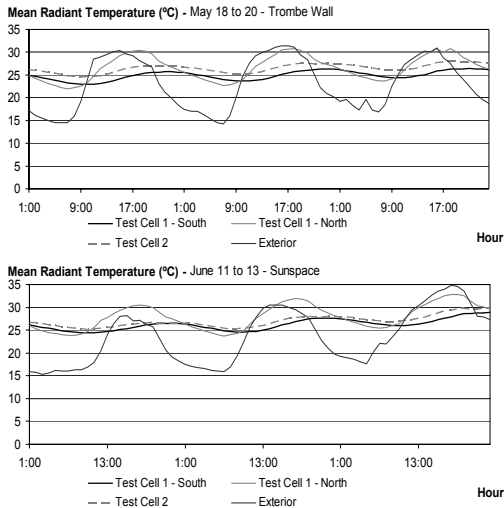 Mean Radiant Temperature (ºC) - May 18 to 20 - Trombe Wall
35
30
25
20
15
10
5
0
1:00 9:00 17:00 1:00 9:00 17:00 1:00 9:00 17:00
Hour
Test Cell 1 - South Test Cell 1 - North
Test Cell 2 Exterior
Mean Radiant Temperature (ºC) - June 11 to 13 - Sunspace
35
30
25
20
15
10
5
0
1:00 13:00 1:00 13:00 1:00 13:00
Hour
Test Cell 1 - South Test Cell 1 - North
Test Cell 2 Exterior